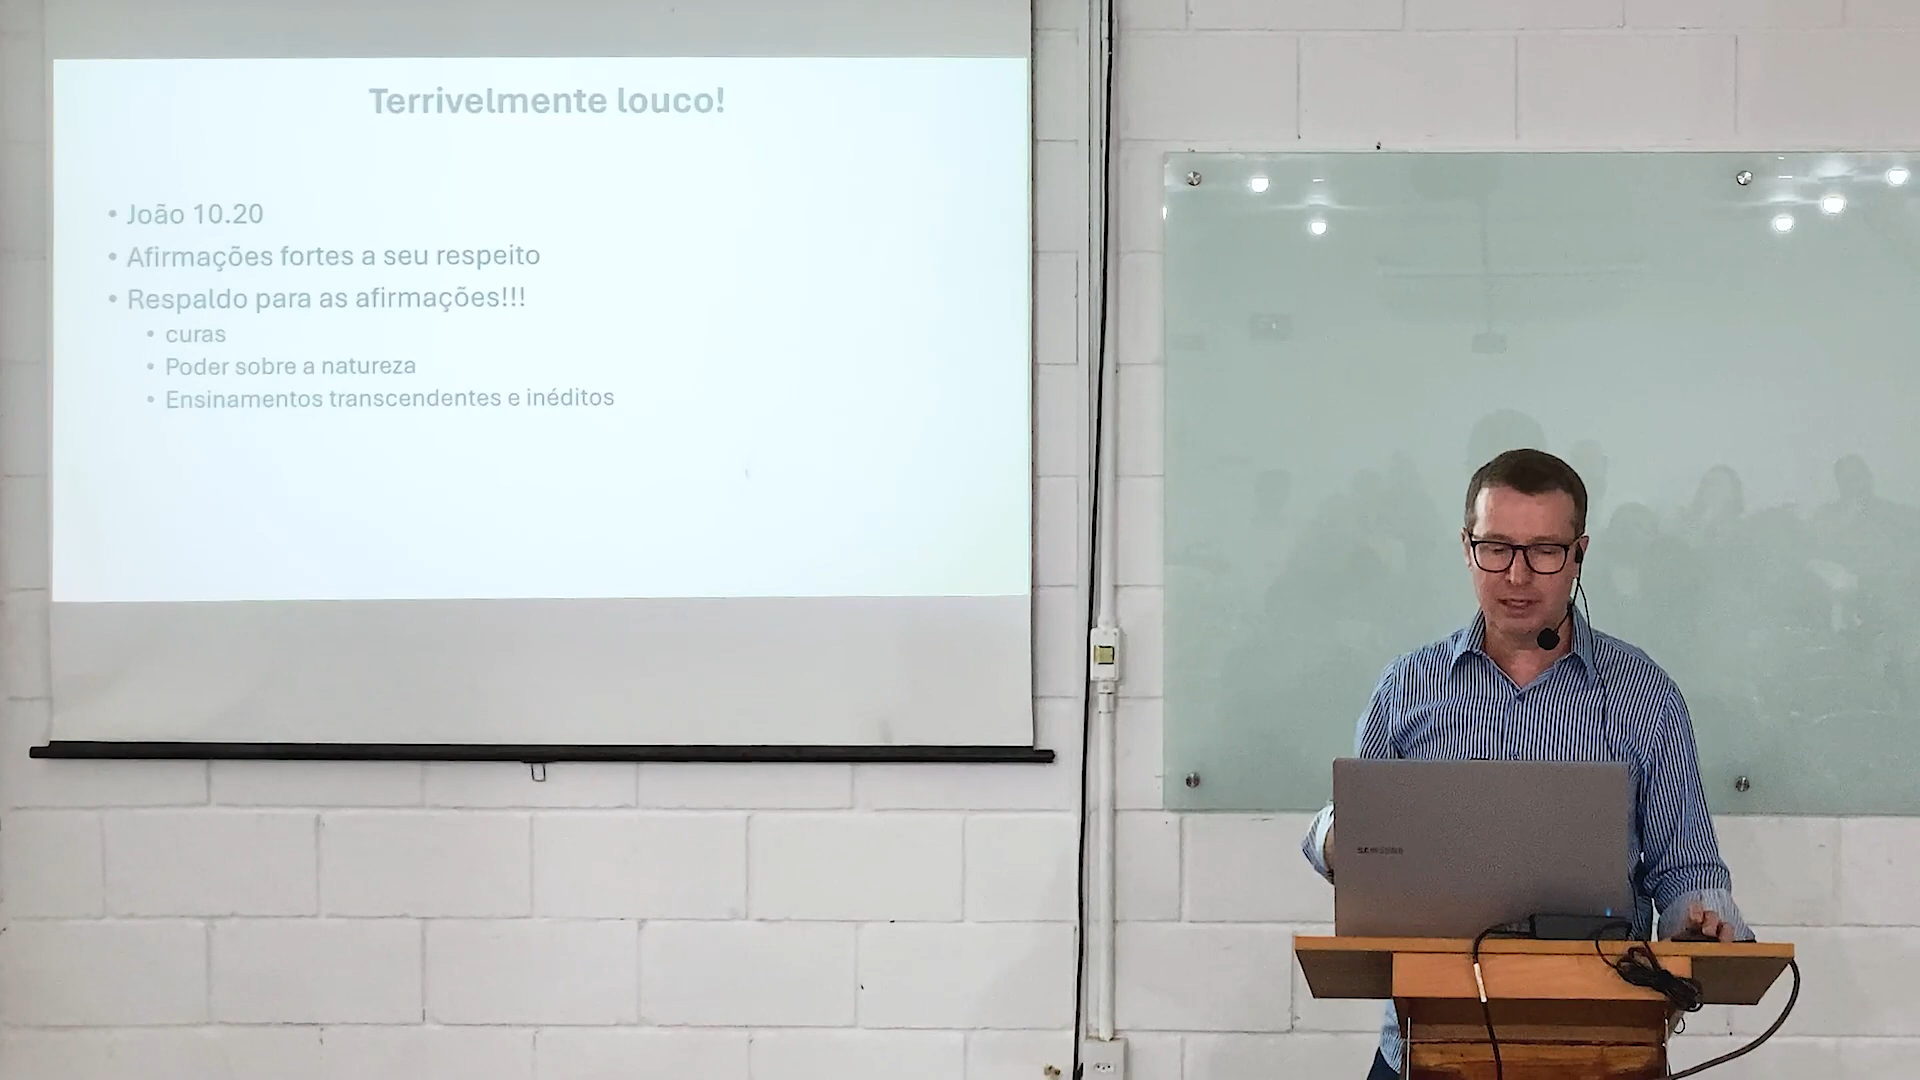 Terrivelmente louco!
• João 10.20
• Afirmações fortes a seu respeito
• Respaldo para as afirmações!!!
• curas
• Poder sobre a natureza
• Ensinamentos transcendentes e inéditos
SAMSUNG